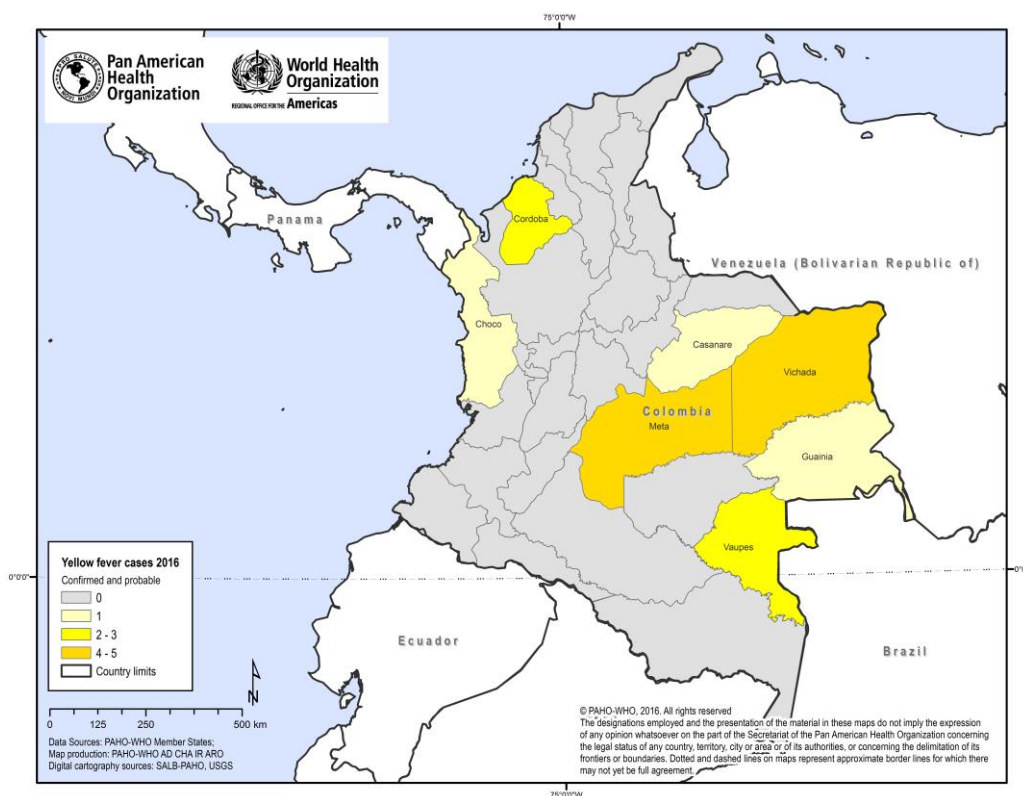 75°0'0"W
PRO SALUTE
NOVI MUNDI
Pan American
Health
Organization
World Health
Organization
REGIONAL OFFICE FOR THE Americas
Panama
Cordoba
Venezuela (Bolivarian Republic of)
Choco
Casanare
Vichada
Colombia
Meta
Guainia
Vaupes
Yellow fever cases 2016
Confirmed and probable
0
1
2 - 3
4 - 5
Country limits
0°0'0"
0°
Ecuador
Brazil
N
0 125 250 500 km
Data Sources: PAHO-WHO Member States;
Map production: PAHO-WHO AD CHA IR ARO
Digital cartography sources: SALB-PAHO, USGS
© PAHO-WHO, 2016. All rights reserved
The designations employed and the presentation of the material in these maps do not imply the expression
of any opinion whatsoever on the part of the Secretariat of the Pan American Health Organization concerning
the legal status of any country, territory, city or area or of its authorities, or concerning the delimitation of its
frontiers or boundaries. Dotted and dashed lines on maps represent approximate border lines for which there
may not yet be full agreement.
75°0'0"W